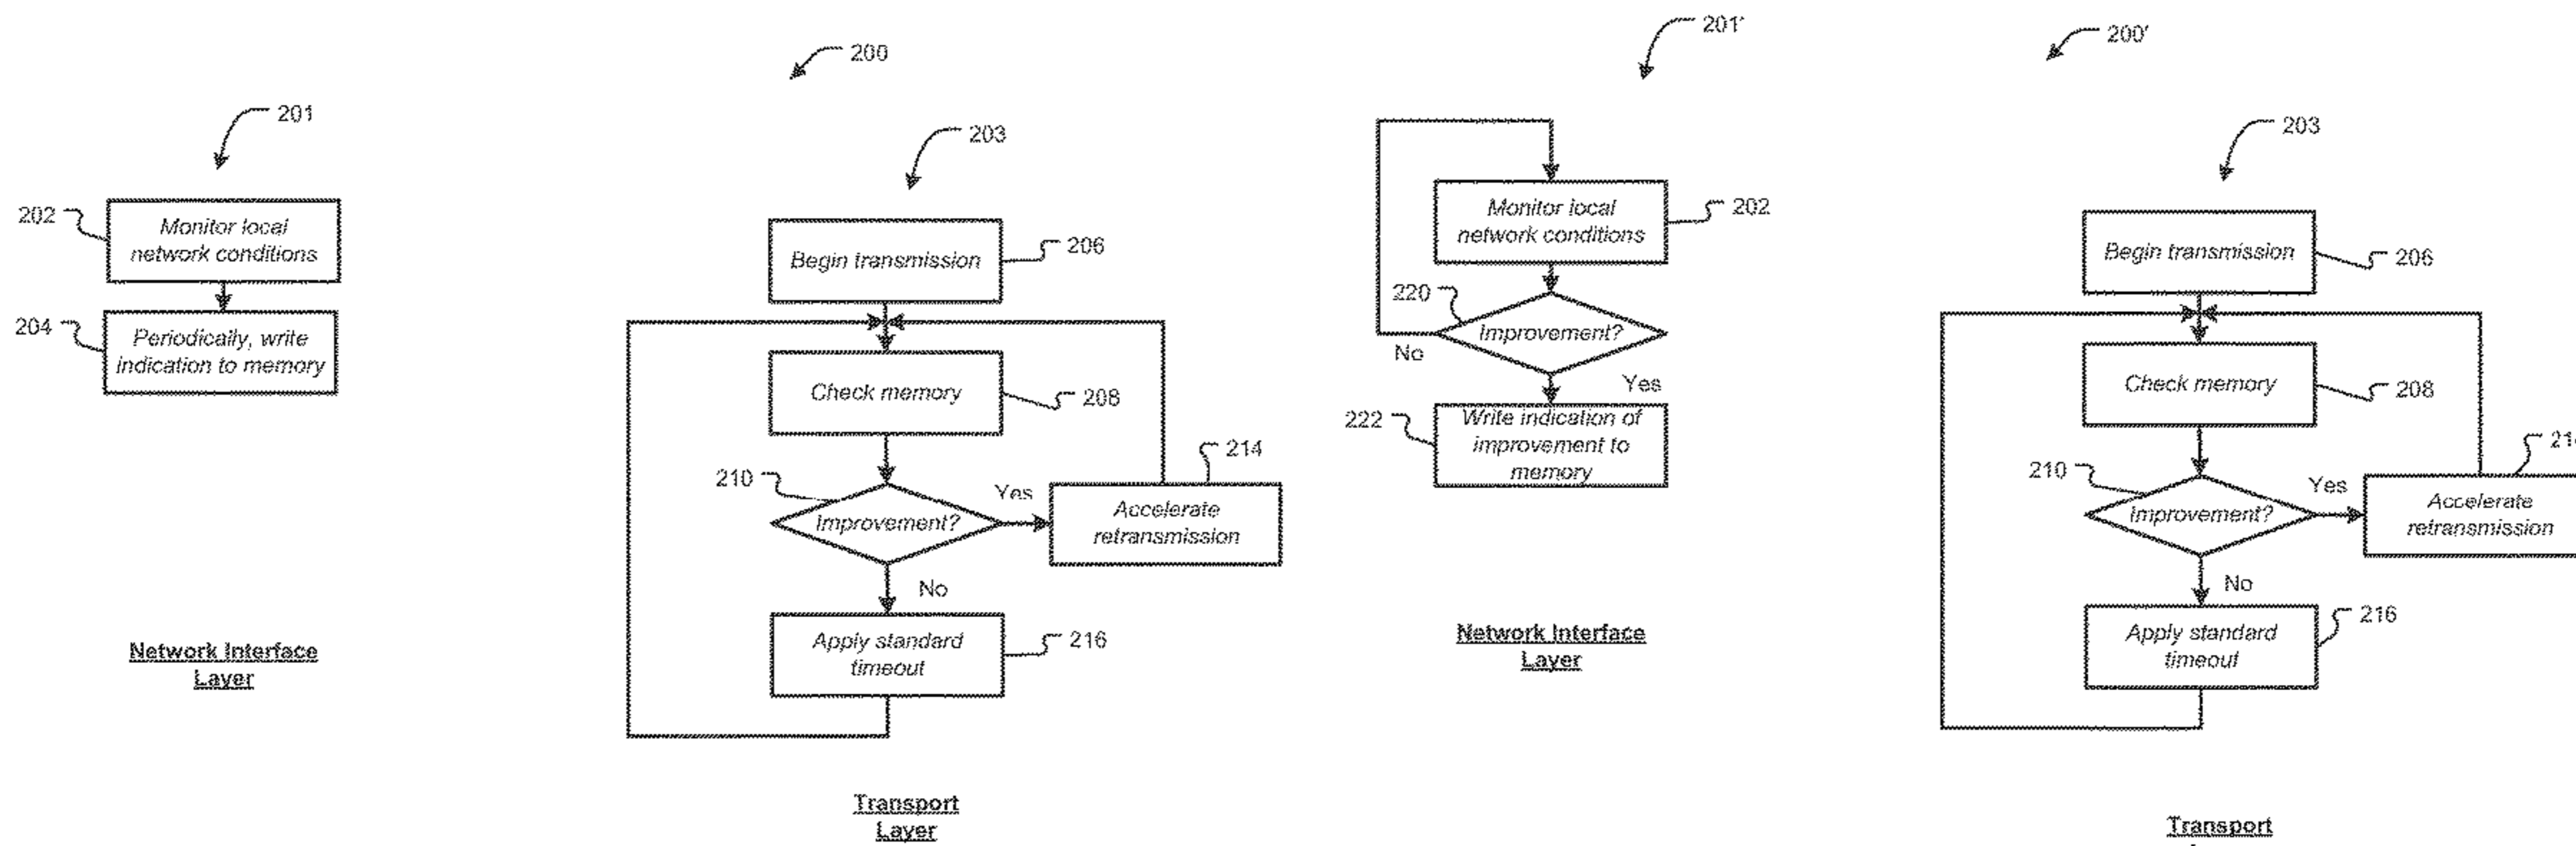 200
201
203
202
Monitor local
network conditions
204
Periodically, write
indication to memory
Begin transmission
206
Check memory
208
210
Improvement?
Yes
214
Accelerate
retransmission
No
Apply standard
timeout
216
Network Interface
Layer
Transport
Layer
201'
200'
203
Monitor local
network conditions
202
220
Improvement?
No
Yes
222
Write indication of
improvement to
memory
Network Interface
Layer
Begin transmission
206
Check memory
208
210
Improvement?
Yes
Accelerate
retransmission
No
Apply standard
timeout
216
Transport